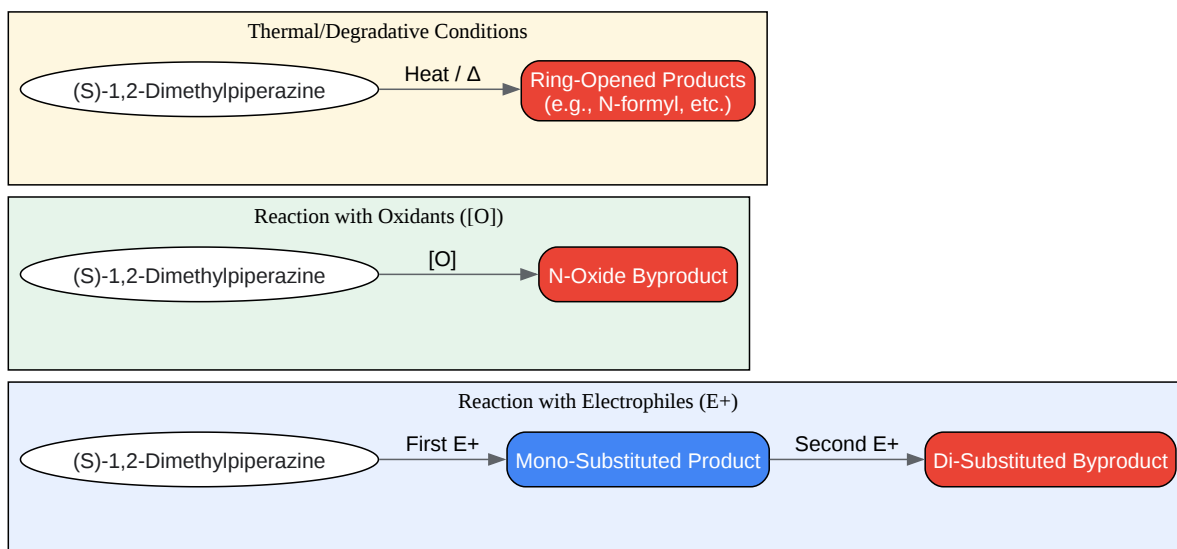 Thermal/Degradative Conditions
(S)-1,2-Dimethylpiperazine
Heat / Δ
Ring-Opened Products
(e.g., N-formyl, etc.)
Reaction with Oxidants ([O])
(S)-1,2-Dimethylpiperazine
[O]
N-Oxide Byproduct
Reaction with Electrophiles (E+)
(S)-1,2-Dimethylpiperazine
First E+
Mono-Substituted Product
Second E+
Di-Substituted Byproduct